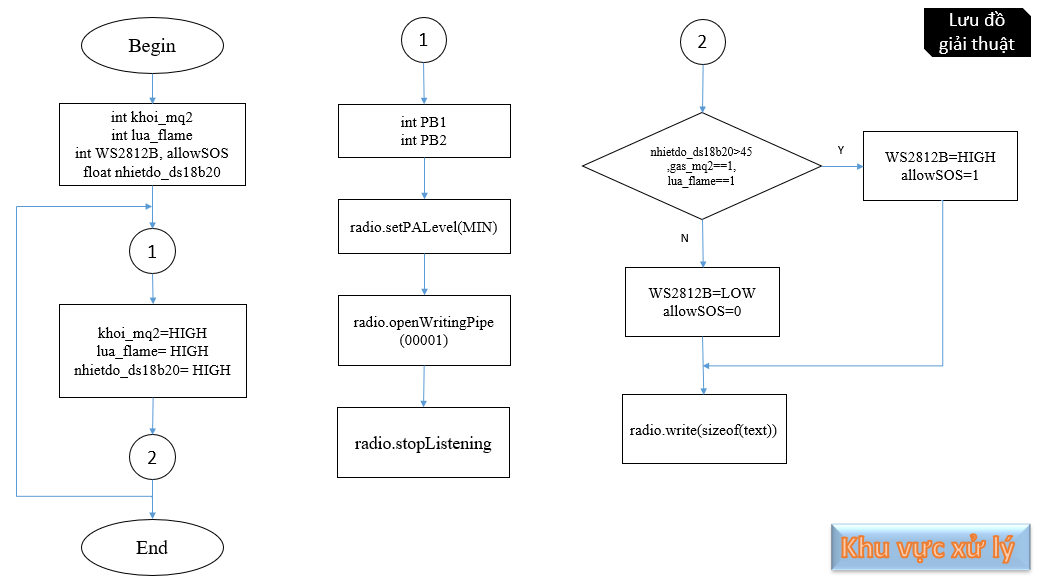 Begin
int khoi_mq2
int lua_flame
int WS2812B, allowSOS
float nhietdo_ds18b20
1
khoi_mq2=HIGH
lua_flame= HIGH
nhietdo_ds18b20= HIGH
2
End
1
int PB1
int PB2
radio.setPALevel(MIN)
radio.openWritingPipe
(00001)
radio.stopListening
2
nhietdo_ds18b20>45
,gas_mq2==1,
lua_flame==1
Y
WS2812B=HIGH
allowSOS=1
N
WS2812B=LOW
allowSOS=0
radio.write(sizeof(text))
Lưu đồ
giải thuật
Khu vực xử lý